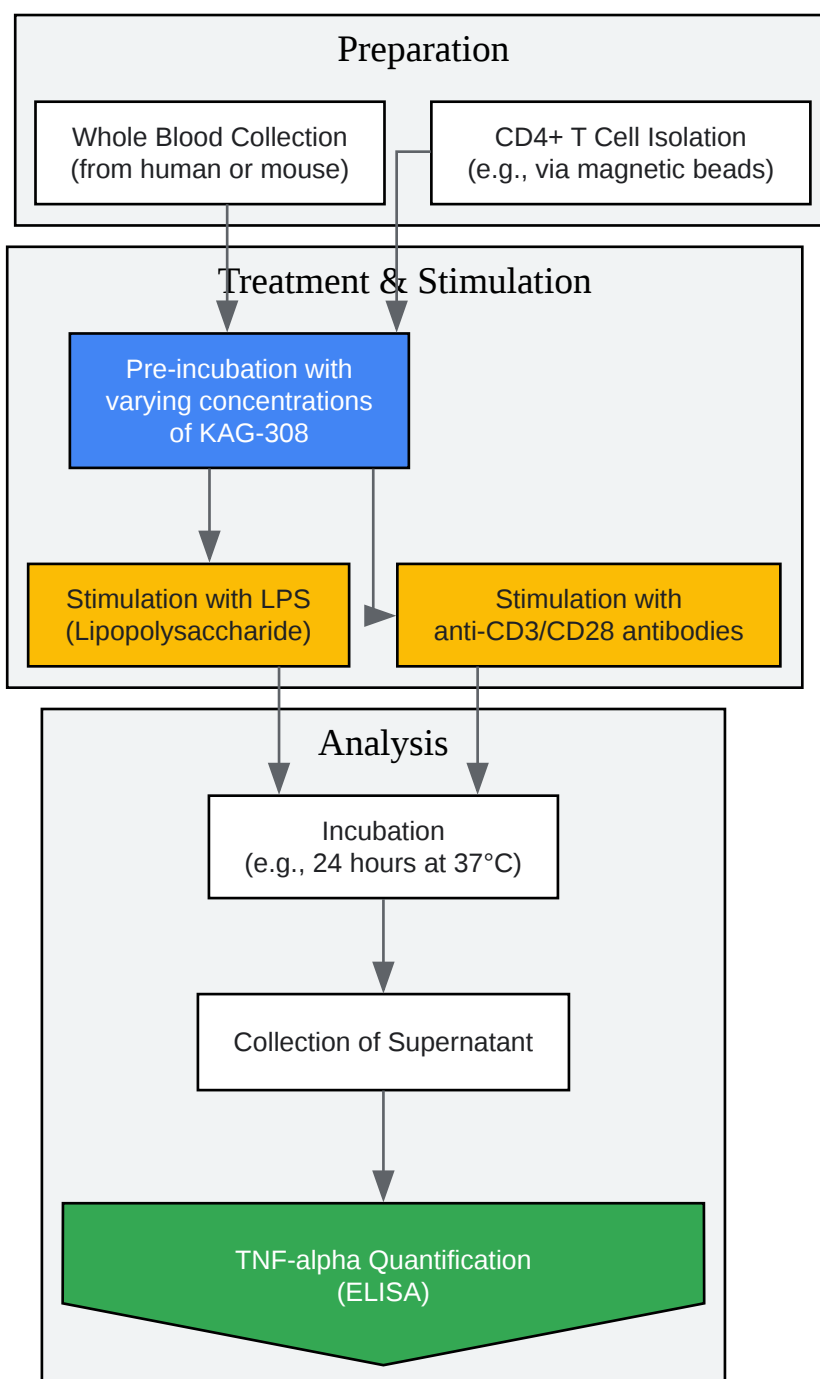 Preparation
Whole Blood Collection
(from human or mouse)
CD4+ T Cell Isolation
(e.g., via magnetic beads)
Treatment & Stimulation
Pre-incubation with
varying concentrations
of KAG-308
Stimulation with LPS
(Lipopolysaccharide)
Stimulation with
anti-CD3/CD28 antibodies
Analysis
Incubation
(e.g., 24 hours at 37°C)
Collection of Supernatant
TNF-alpha Quantification
(ELISA)